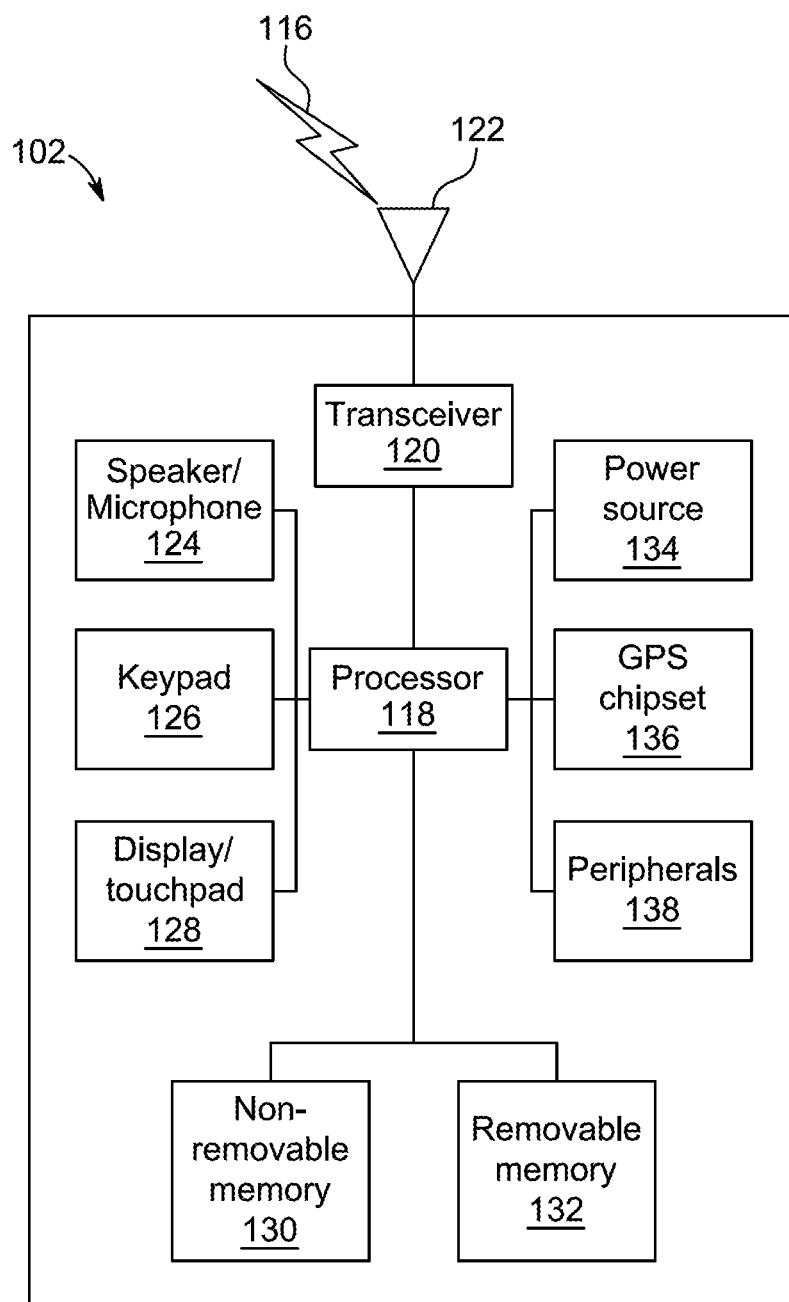 116
122
102
Transceiver
120
Speaker/
Microphone
124
Power
source
134
Keypad
126
Processor
118
GPS
chipset
136
Display/
touchpad
128
Peripherals
138
Non-
removable
memory
130
Removable
memory
132